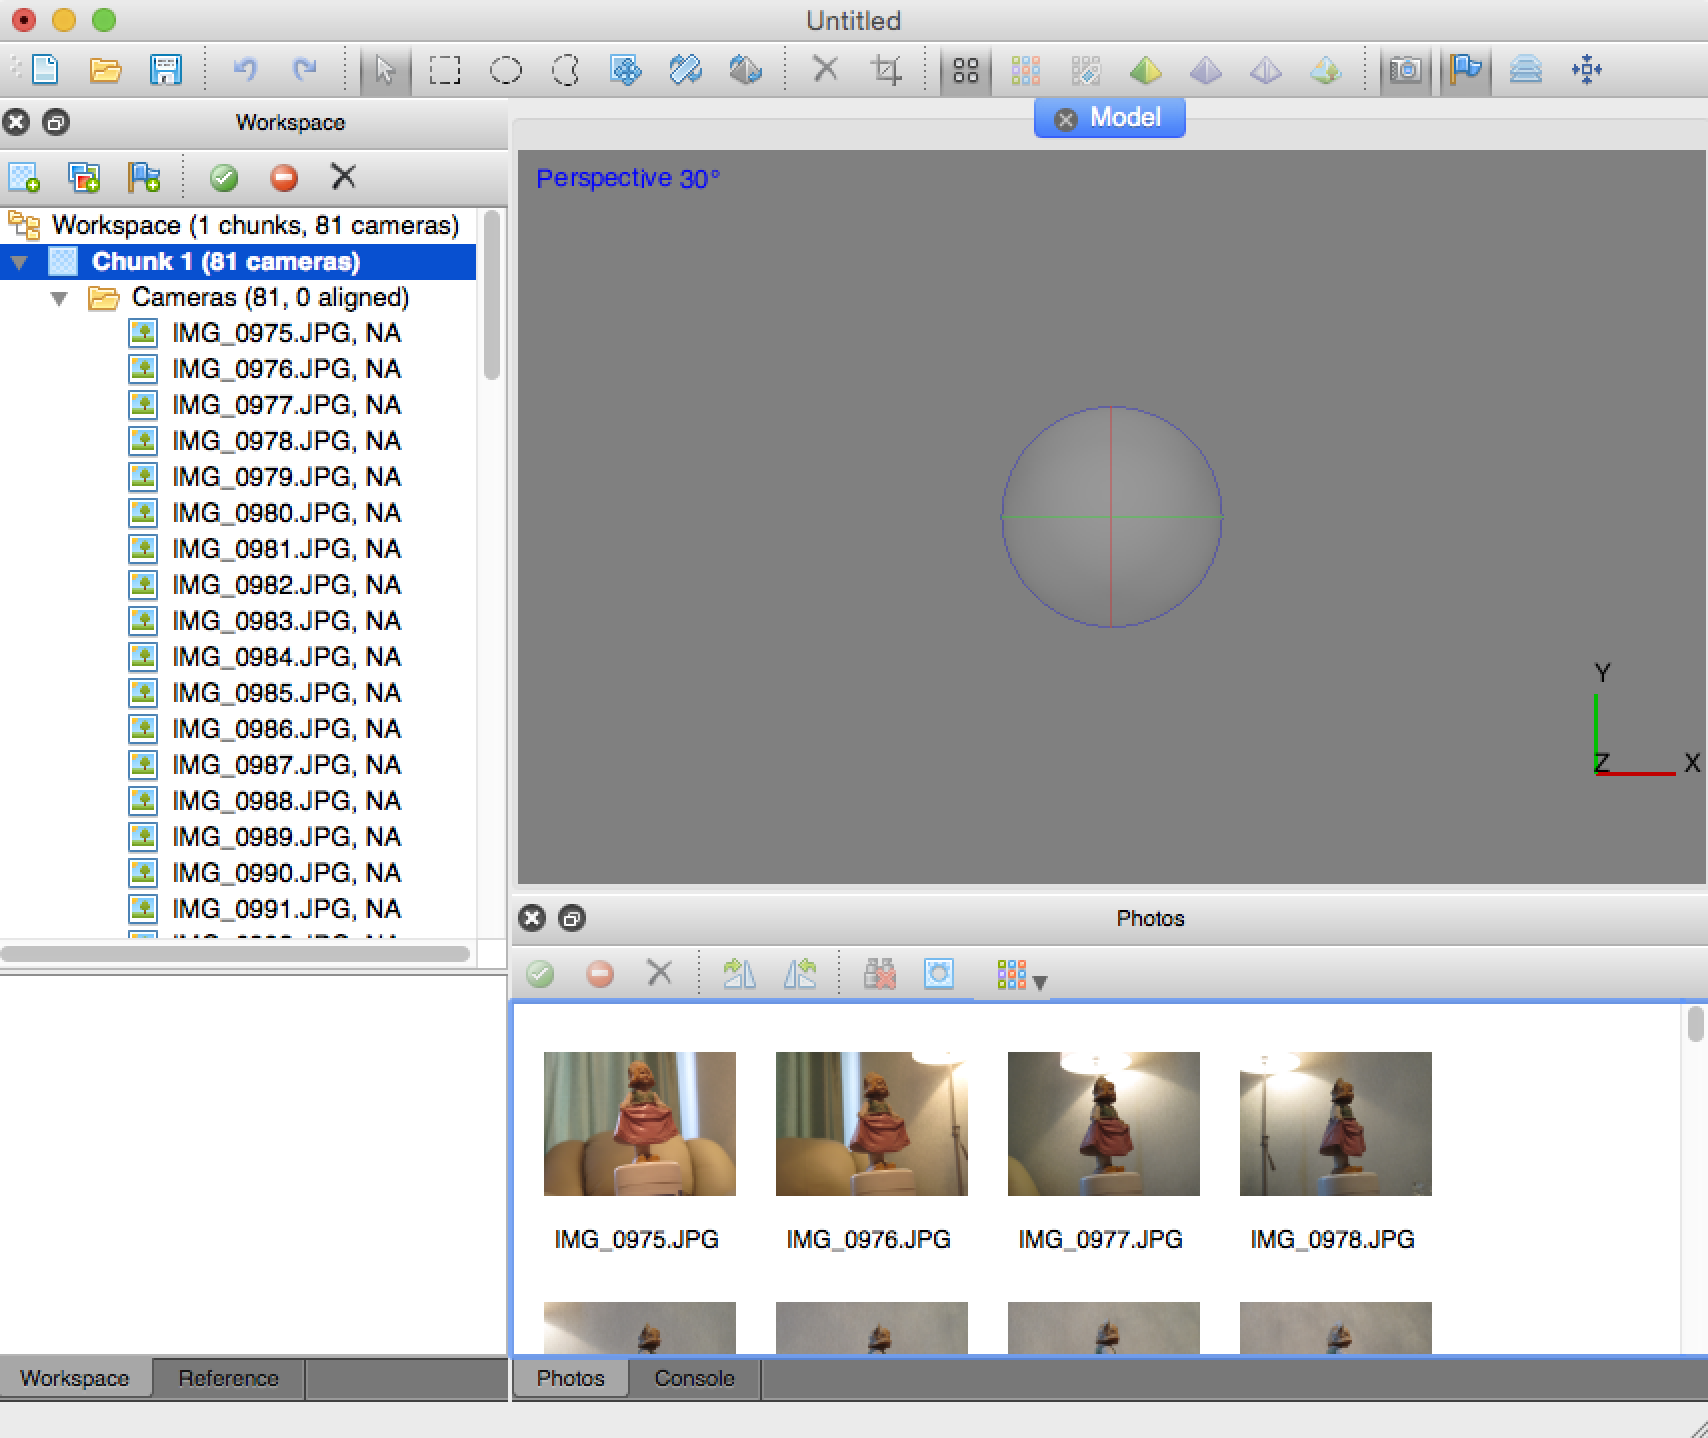 Untitled
Workspace
Model
Perspective 30°
Workspace (1 chunks, 81 cameras)
Chunk 1 (81 cameras)
Cameras (81, 0 aligned)
IMG_0975.JPG, NA
IMG_0976.JPG, NA
IMG_0977.JPG, NA
IMG_0978.JPG, NA
IMG_0979.JPG, NA
IMG_0980.JPG, NA
IMG_0981.JPG, NA
IMG_0982.JPG, NA
IMG_0983.JPG, NA
IMG_0984.JPG, NA
IMG_0985.JPG, NA
IMG_0986.JPG, NA
IMG_0987.JPG, NA
IMG_0988.JPG, NA
IMG_0989.JPG, NA
IMG_0990.JPG, NA
IMG_0991.JPG, NA
Y
Z X
Photos
IMG_0975.JPG IMG_0976.JPG IMG_0977.JPG IMG_0978.JPG
Workspace Reference
Photos Console